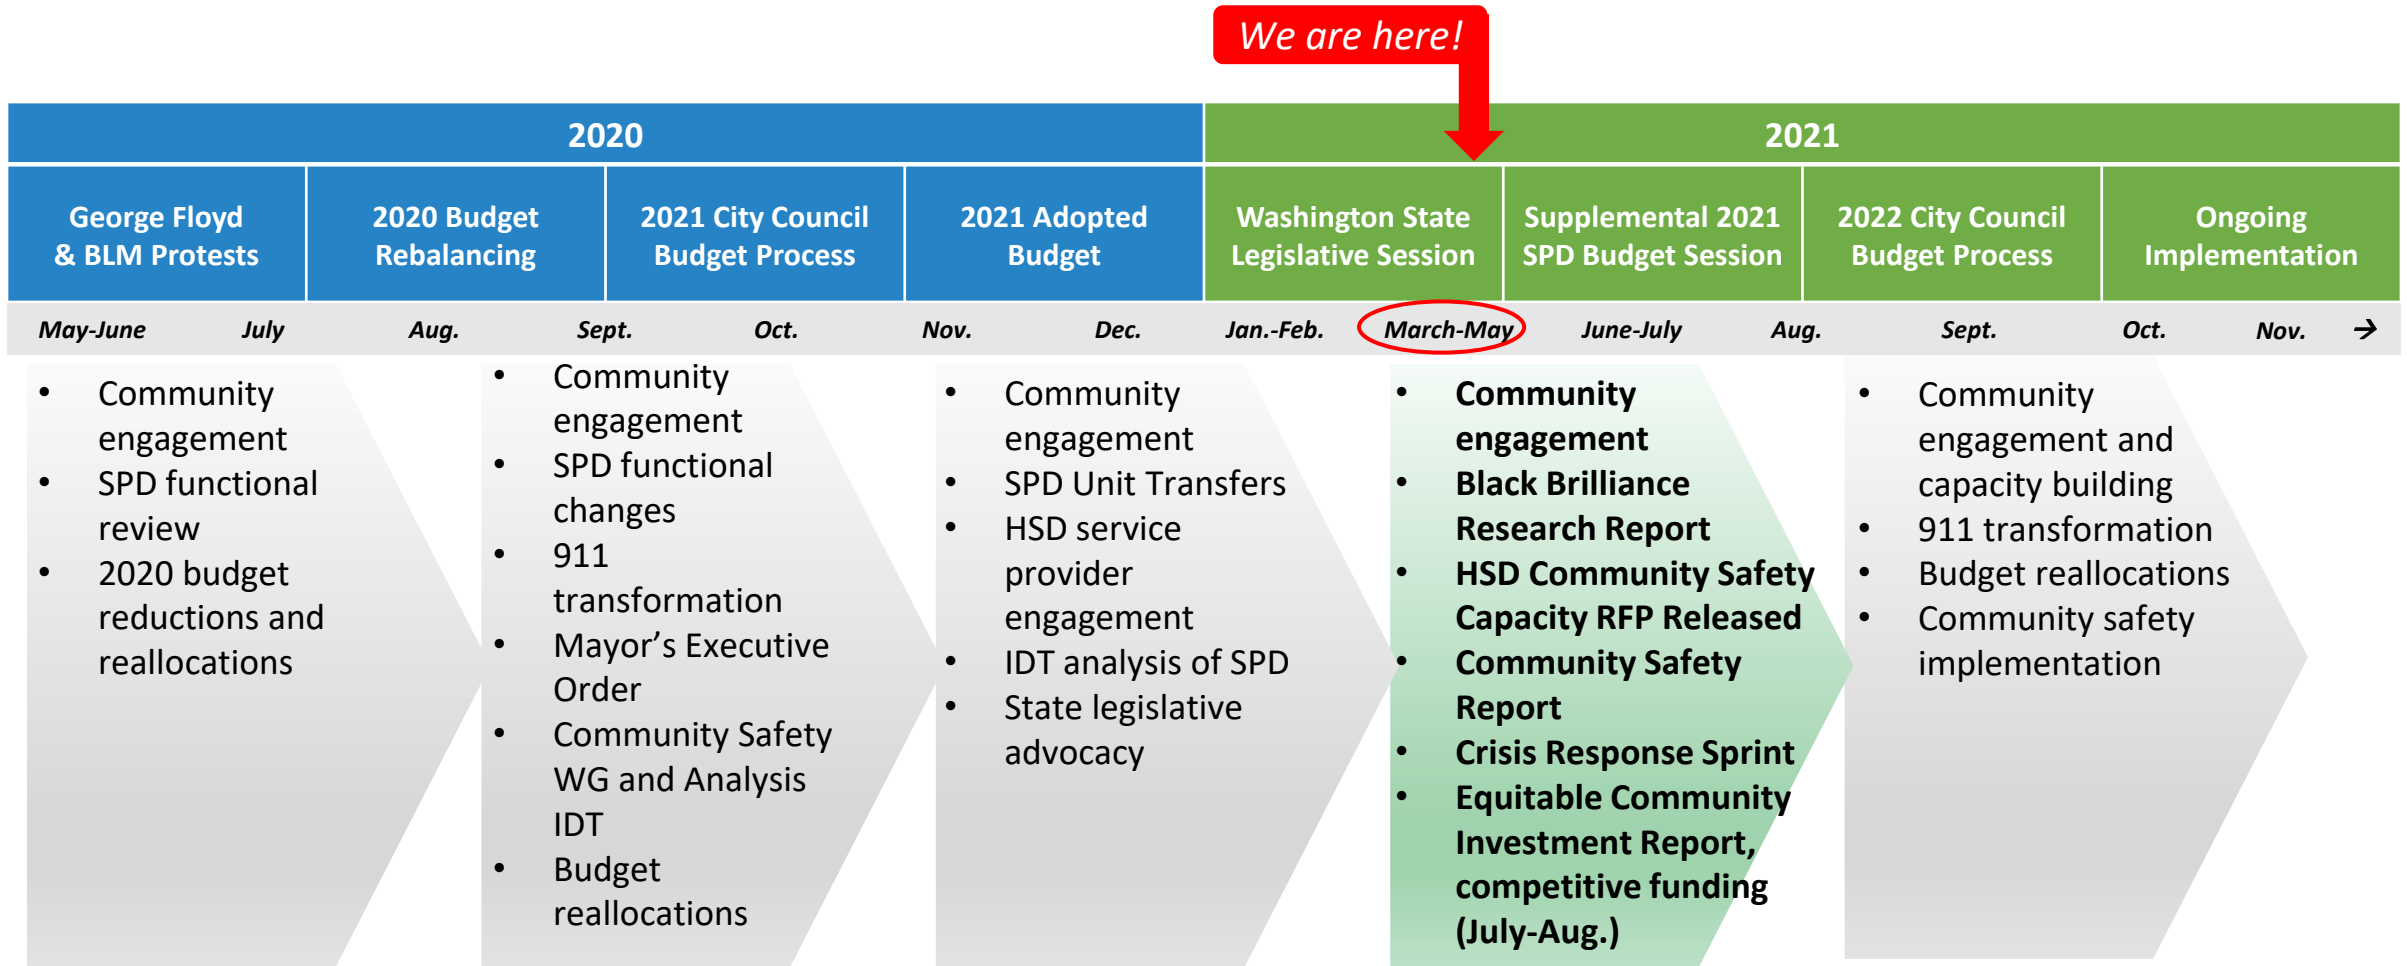 We are here!
2020
2021
George Floyd
& BLM Protests
2020 Budget
Rebalancing
2021 City Council
Budget Process
2021 Adopted
Budget
Washington State
Legislative Session
Supplemental 2021
SPD Budget Session
2022 City Council
Budget Process
Ongoing
Implementation
May-June July Aug. Sept. Oct. Nov. Dec. Jan.-Feb. March-May June-July Aug. Sept. Oct. Nov. →
• Community
engagement
• SPD functional
review
• 2020 budget
reductions and
reallocations
• Community
engagement
• SPD functional
changes
• 911
transformation
• Mayor’s Executive
Order
• Community Safety
WG and Analysis
IDT
• Budget
reallocations
• Community
engagement
• SPD Unit Transfers
• HSD service
provider
engagement
• IDT analysis of SPD
• State legislative
advocacy
• Community
engagement
• Black Brilliance
Research Report
• HSD Community Safety
Capacity RFP Released
• Community Safety
Report
• Crisis Response Sprint
• Equitable Community
Investment Report,
competitive funding
(July-Aug.)
• Community
engagement and
capacity building
• 911 transformation
• Budget reallocations
• Community safety
implementation